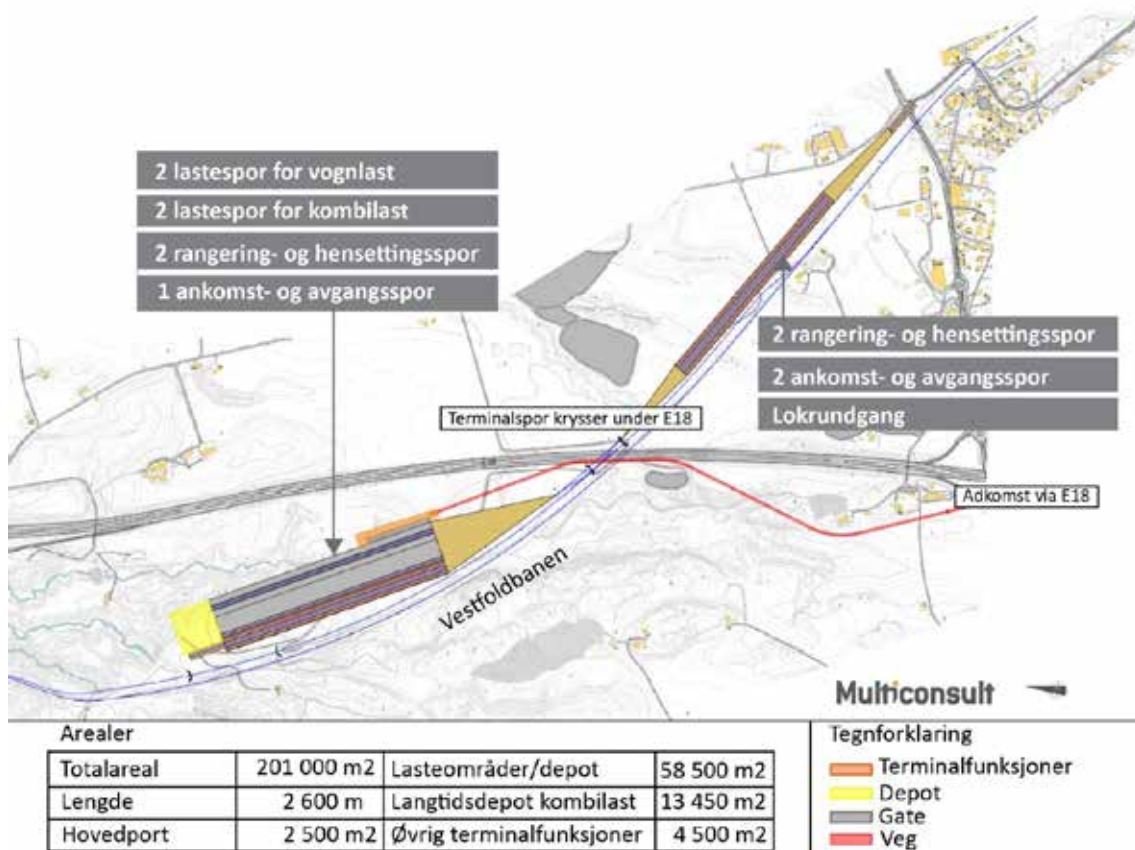 2 lastespor for vognlast
2 lastespor for kombilast
2 rangering- og hensettingsspor
1 ankomst- og avgangsspor
2 rangering- og hensettingsspor
2 ankomst- og avgangsspor
Lokrundgang
Terminalspor krysser under E18
Adkomst via E18
Vestfoldbanen
Multiconsult
Arealer
Totalareal 201 000 m2 Lasteområder/depot 58 500 m2
Lengde 2 600 m Langtidsdepot kombilast 13 450 m2
Hovedport 2 500 m2 Øvrig terminalfunksjoner 4 500 m2
Tegnforklaring
Terminalfunksjoner
Depot
Gate
Veg